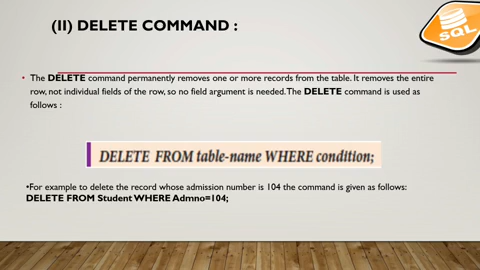 (II) DELETE COMMAND :
SQL
• The DELETE command permanently removes one or more records from the table. It removes the entire
row, not individual fields of the row, so no field argument is needed. The DELETE command is used as
follows :
DELETE FROM table-name WHERE condition;
•For example to delete the record whose admission number is 104 the command is given as follows:
DELETE FROM Student WHERE Admno=104;